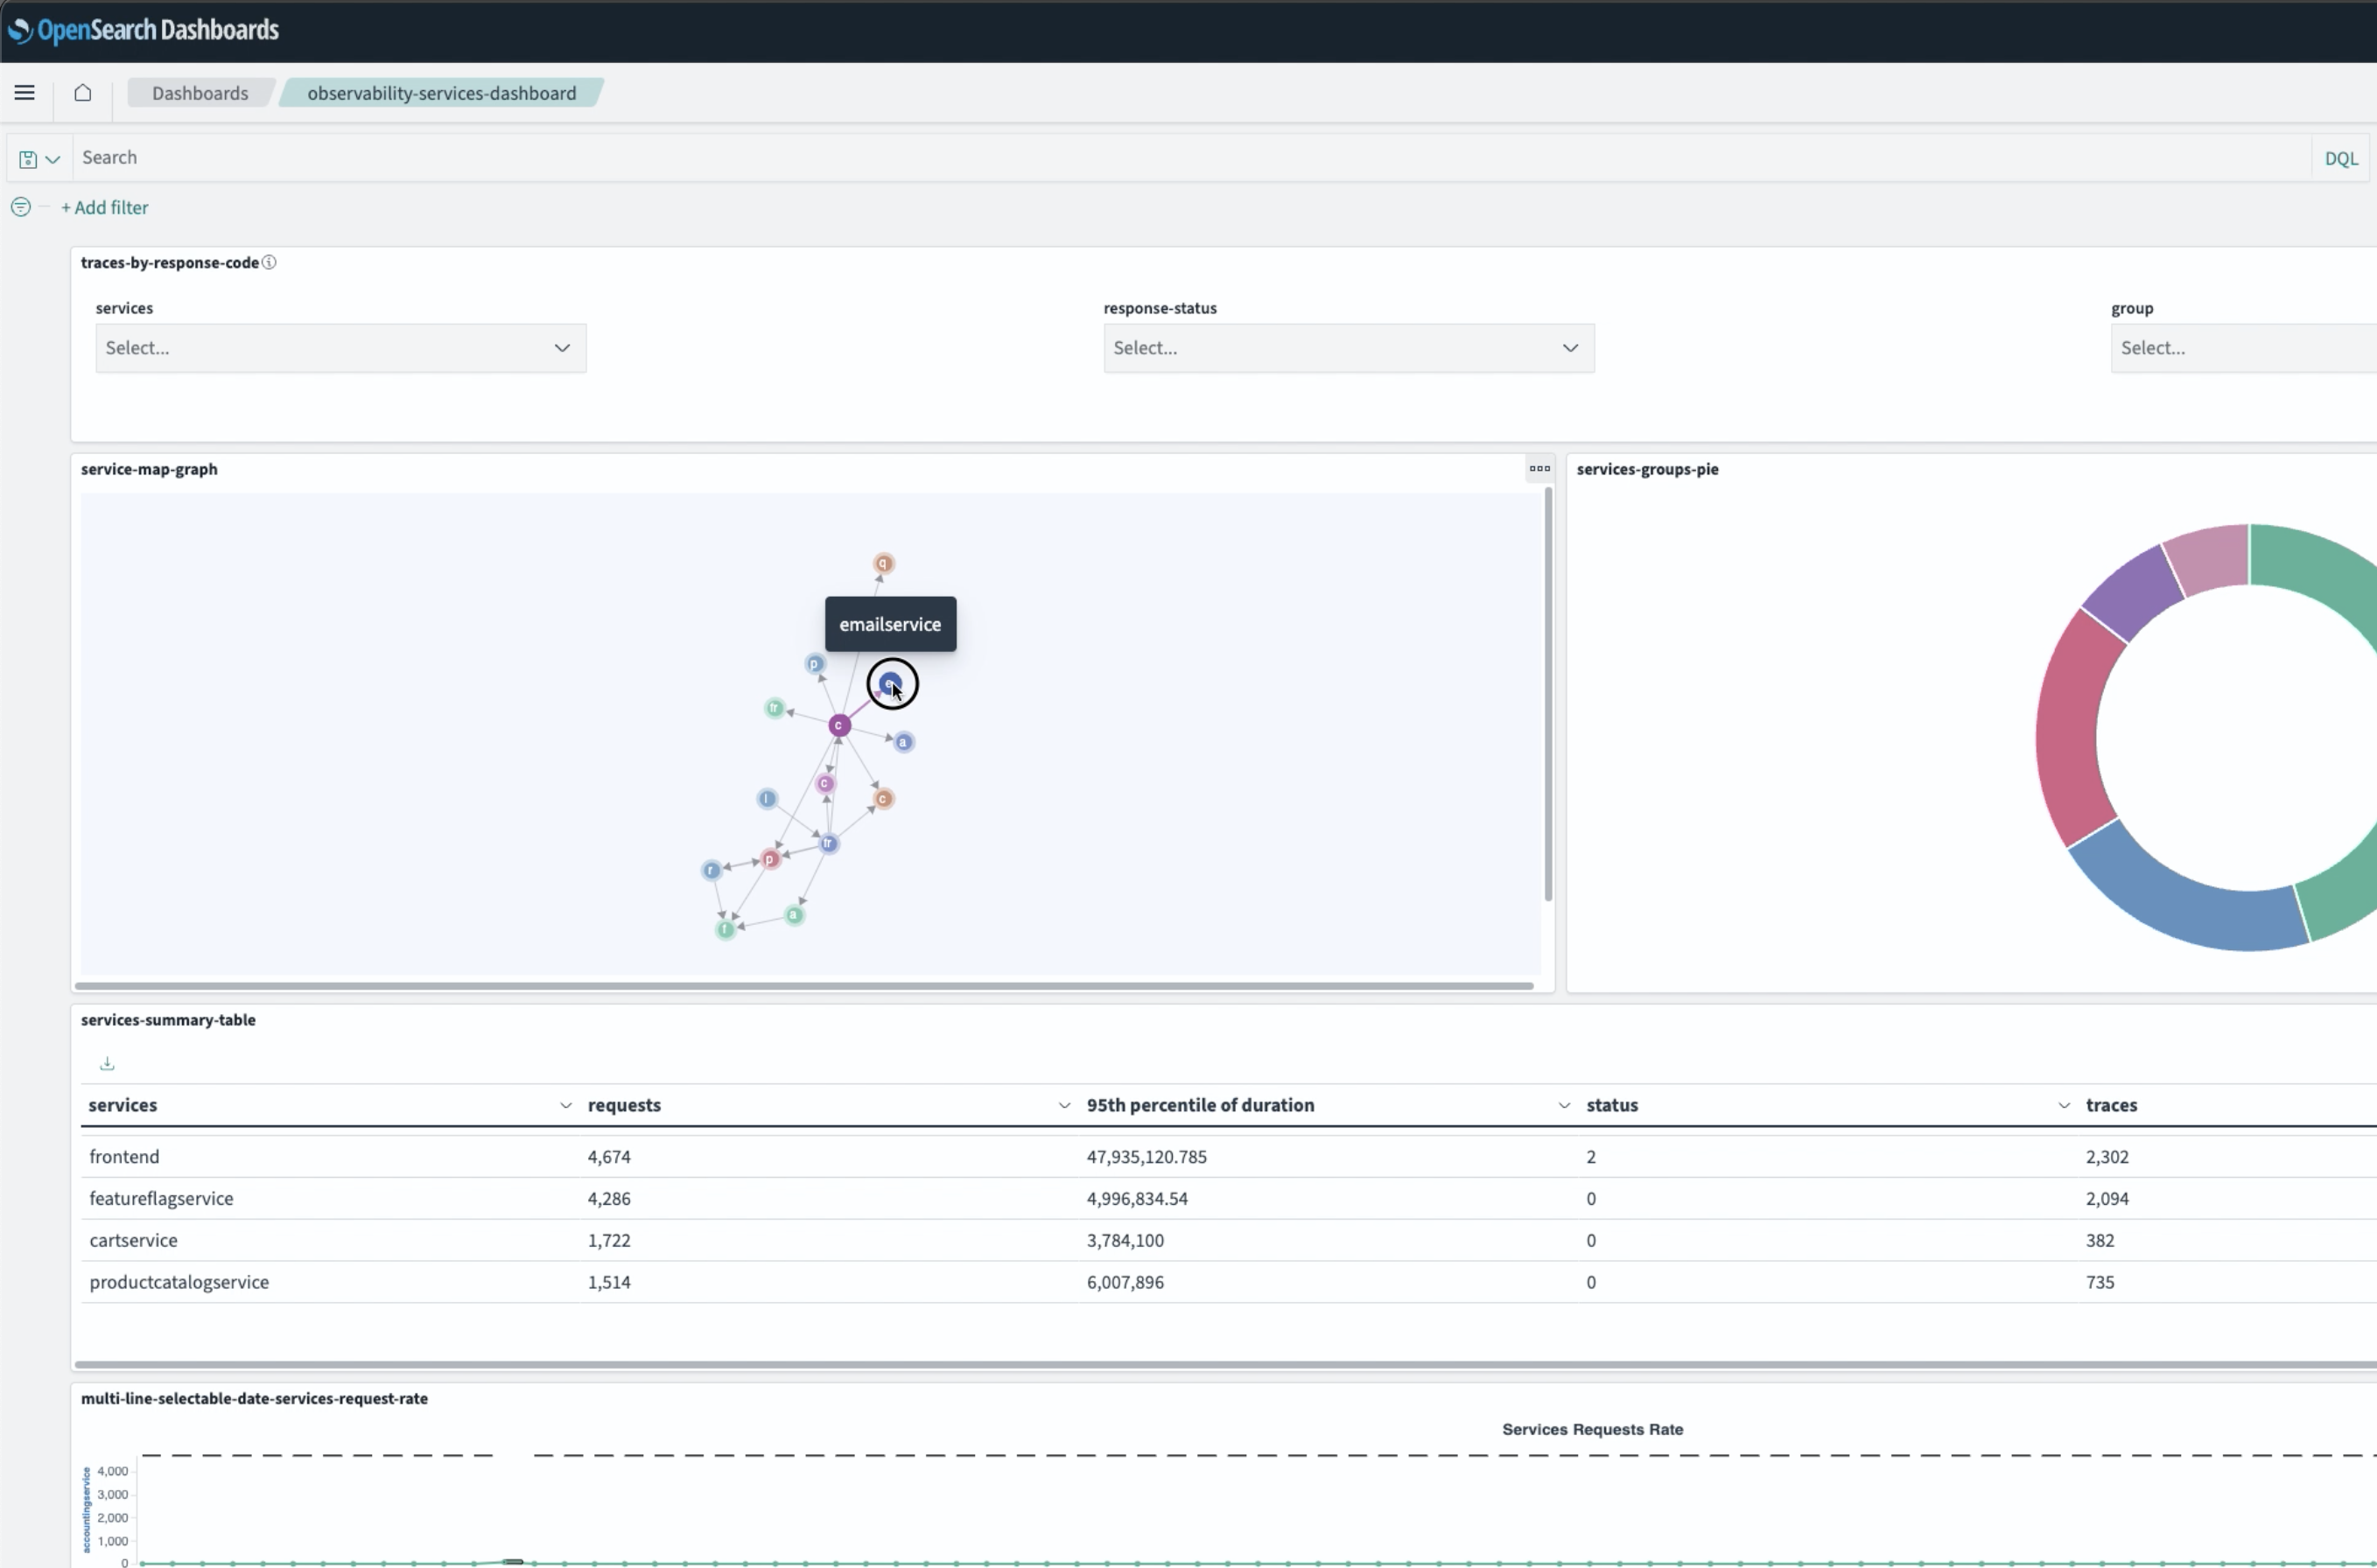 OpenSearch Dashboards
Dashboards
observability-services-dashboard
Search
DQL
+ Add filter
traces-by-response-code
services
response-status
group
Select...
Select...
Select...
service-map-graph
services-groups-pie
q
emailservice
p
e
fr
c
a
c
l
c
fr
p
r
a
f
services-summary-table
services requests 95th percentile of duration status traces
frontend 4,674 47,935,120.785 2 2,302
featureflagservice 4,286 4,996,834.54 0 2,094
cartservice 1,722 3,784,100 0 382
productcatalogservice 1,514 6,007,896 0 735
multi-line-selectable-date-services-request-rate
Services Requests Rate
accountingservice
4,000
3,000
2,000
1,000
0